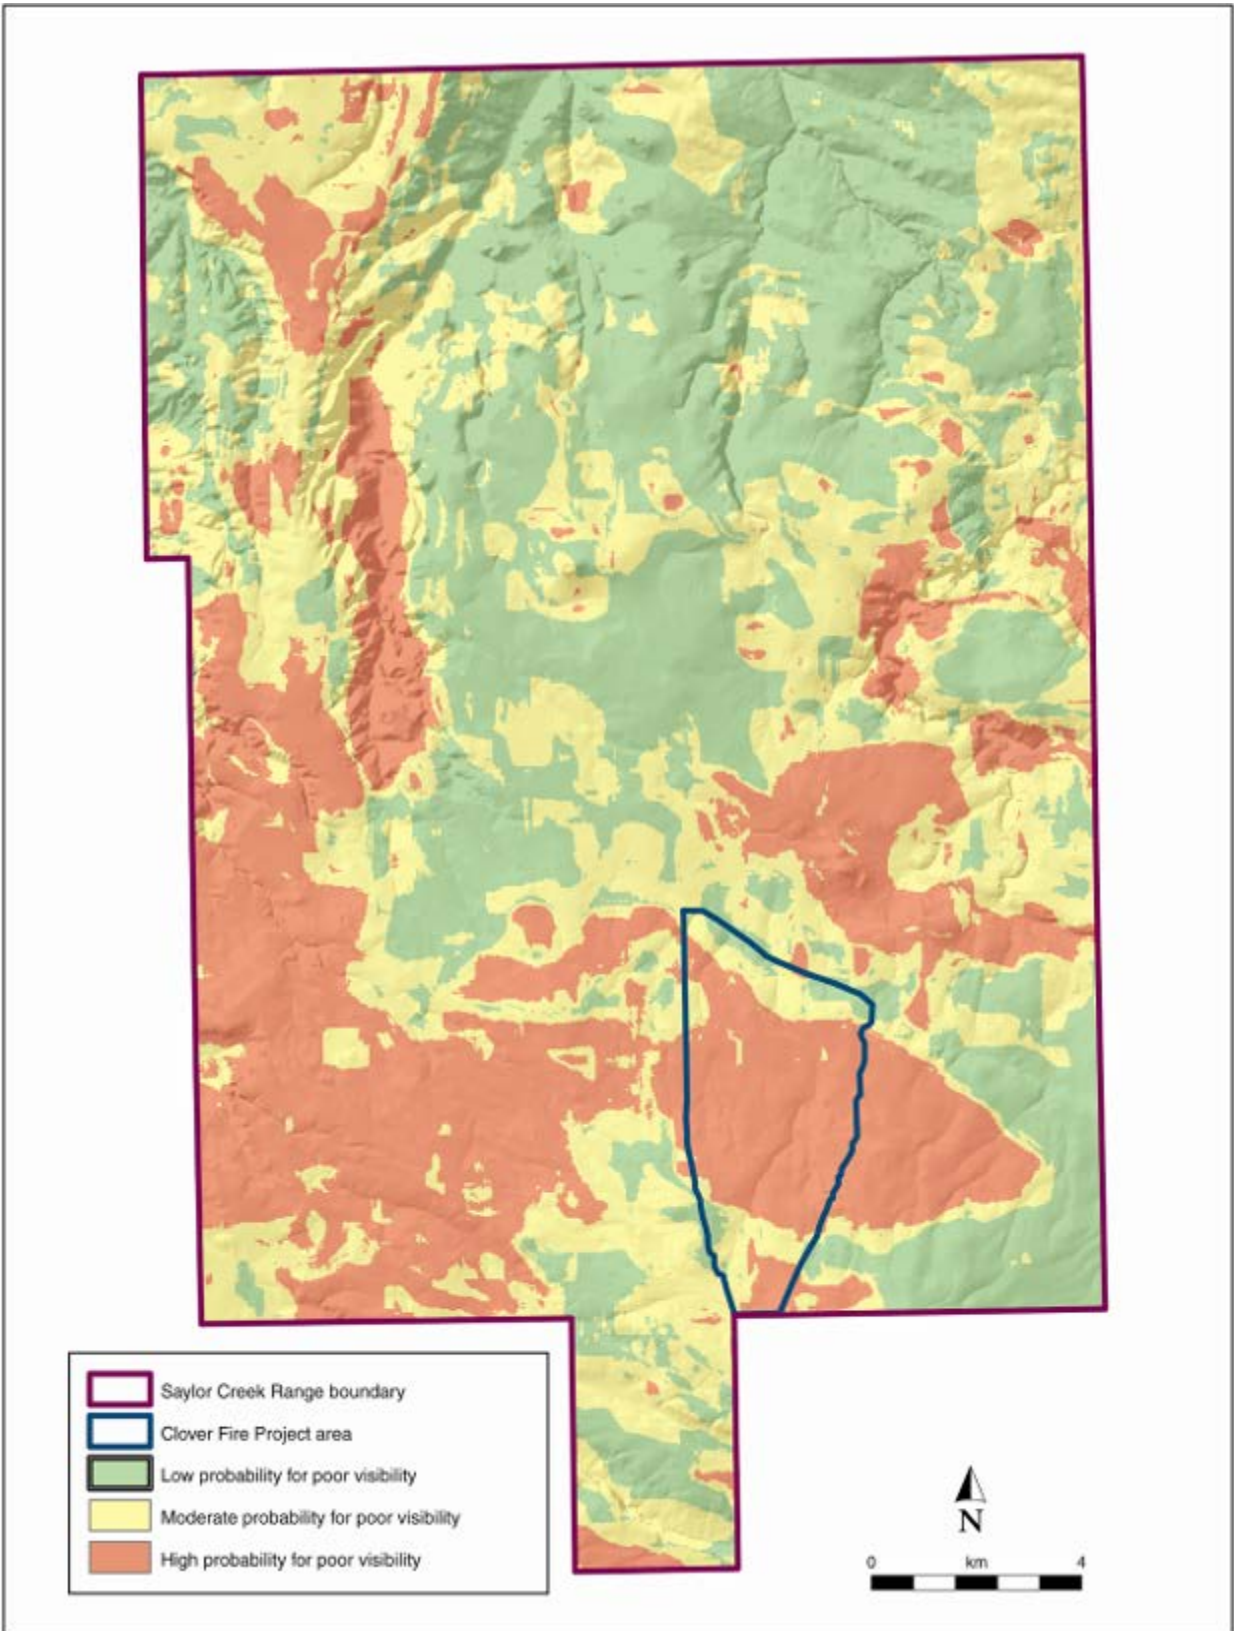 Saylor Creek Range boundary
Clover Fire Project area
Low probability for poor visibility
Moderate probability for poor visibility
High probability for poor visibility
N
0 km 4